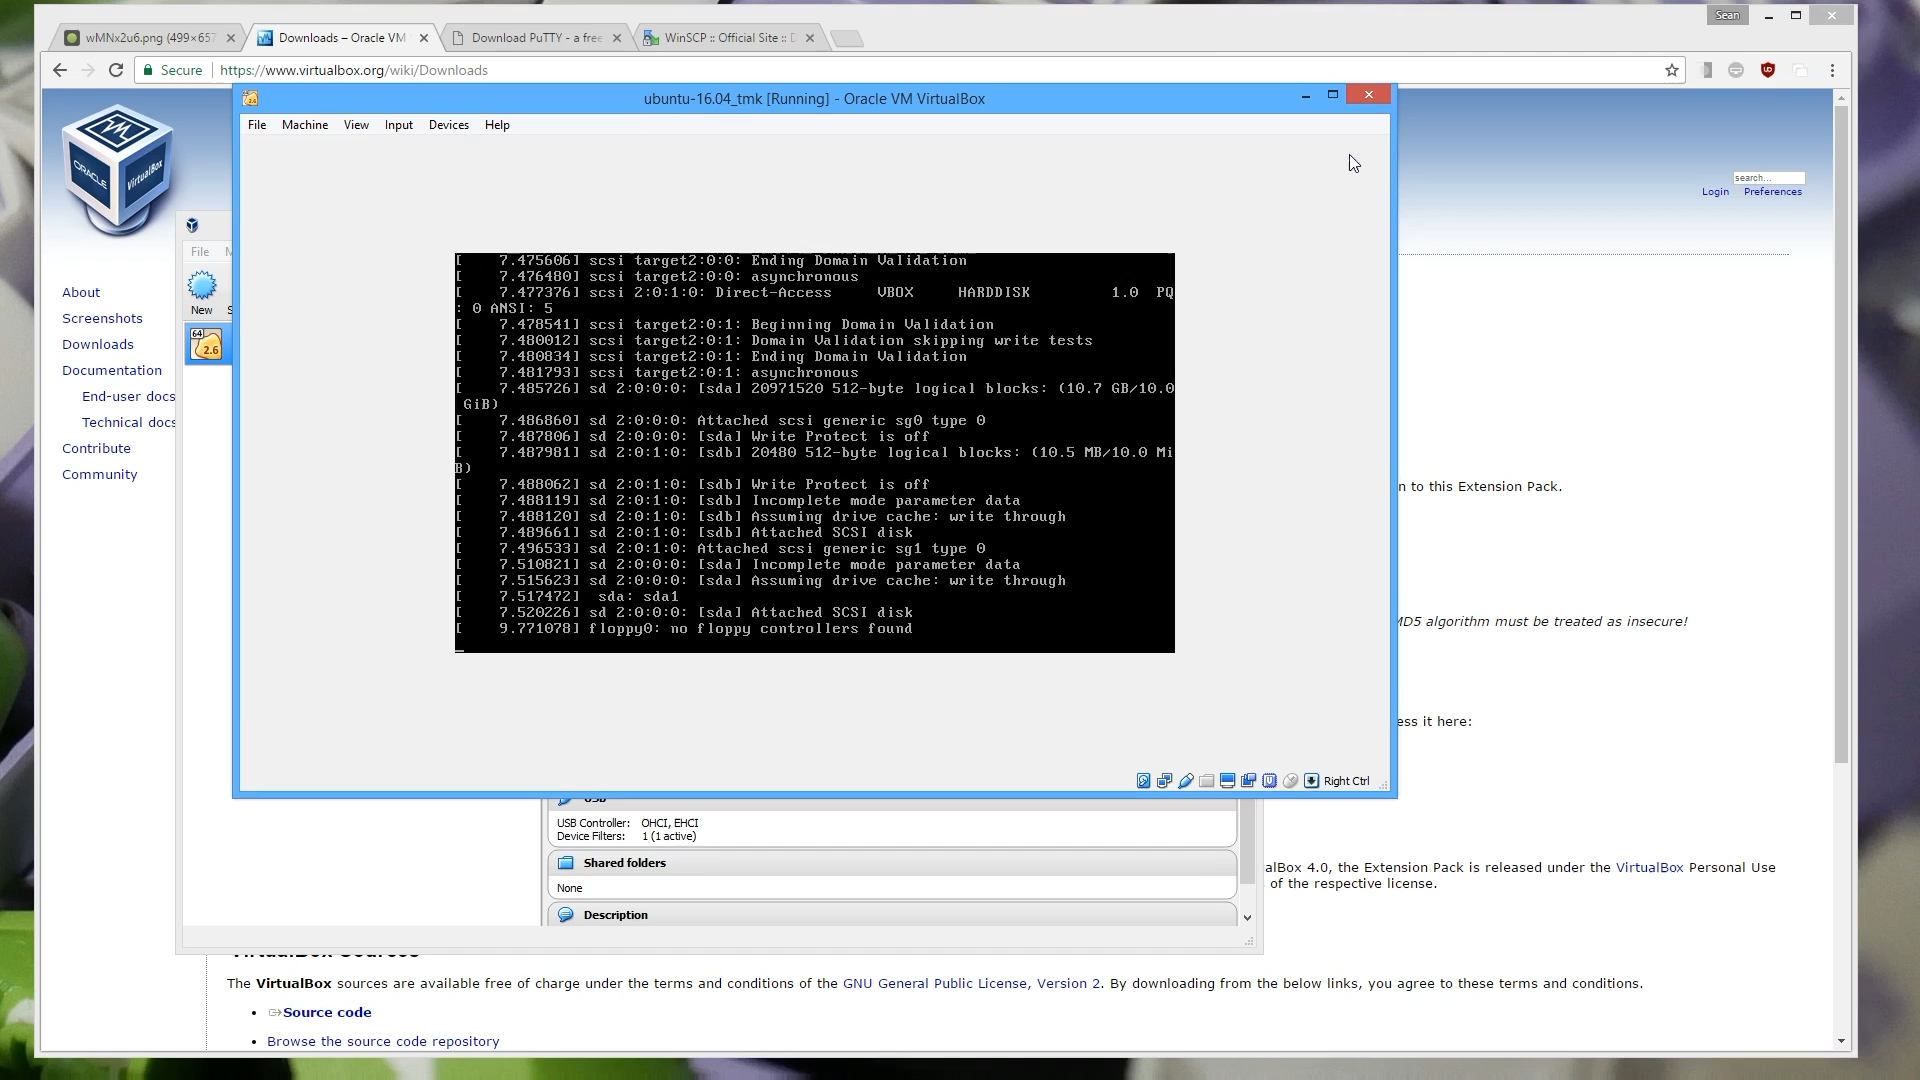 Sean
wMNx2u6.png (499×657
Downloads – Oracle VM
Download PuTTY - a free
WinSCP :: Official Site :: D
Secure
https://www.virtualbox.org/wiki/Downloads
ubuntu-16.04_tmk [Running] - Oracle VM VirtualBox
File Machine View Input Devices Help
ORACLE
VirtualBox
search...
Login Preferences
File M
New S
64
2.6
About
Screenshots
Downloads
Documentation
End-user docs
Technical docs
Contribute
Community
[ 7.475606] scsi target2:0:0: Ending Domain Validation
[ 7.476480] scsi target2:0:0: asynchronous
[ 7.477376] scsi 2:0:1:0: Direct-Access VBOX HARDDISK 1.0 PQ
: 0 ANSI: 5
[ 7.478541] scsi target2:0:1: Beginning Domain Validation
[ 7.480012] scsi target2:0:1: Domain Validation skipping write tests
[ 7.480834] scsi target2:0:1: Ending Domain Validation
[ 7.481793] scsi target2:0:1: asynchronous
[ 7.485726] sd 2:0:0:0: [sda] 20971520 512-byte logical blocks: (10.7 GB/10.0
GiB)
[ 7.486860] sd 2:0:0:0: Attached scsi generic sg0 type 0
[ 7.487806] sd 2:0:0:0: [sda] Write Protect is off
[ 7.487981] sd 2:0:1:0: [sdb] 20480 512-byte logical blocks: (10.5 MB/10.0 Mi
B)
[ 7.488062] sd 2:0:1:0: [sdb] Write Protect is off
[ 7.488119] sd 2:0:1:0: [sdb] Incomplete mode parameter data
[ 7.488120] sd 2:0:1:0: [sdb] Assuming drive cache: write through
[ 7.489661] sd 2:0:1:0: [sdb] Attached SCSI disk
[ 7.496533] sd 2:0:1:0: Attached scsi generic sg1 type 0
[ 7.510821] sd 2:0:0:0: [sda] Incomplete mode parameter data
[ 7.515623] sd 2:0:0:0: [sda] Assuming drive cache: write through
[ 7.517472] sda: sda1
[ 7.520226] sd 2:0:0:0: [sda] Attached SCSI disk
[ 9.771078] floppy0: no floppy controllers found
n to this Extension Pack.
MD5 algorithm must be treated as insecure!
ess it here:
Right Ctrl
USB
USB Controller: OHCI, EHCI
Device Filters: 1 (1 active)
Shared folders
None
Description
alBox 4.0, the Extension Pack is released under the VirtualBox Personal Use
of the respective license.
VirtualBox Sources
The VirtualBox sources are available free of charge under the terms and conditions of the GNU General Public License, Version 2. By downloading from the below links, you agree to these terms and conditions.
• Source code
• Browse the source code repository